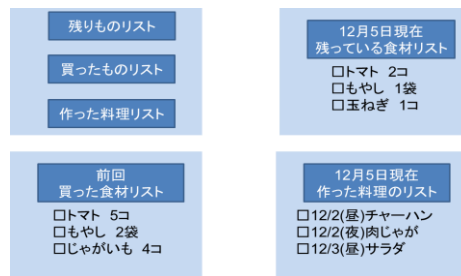 残りものリスト
買ったものリスト
作った料理リスト
12月5日現在
残っている食材リスト
□トマト 2コ
□もやし 1袋
□玉ねぎ 1コ
前回
買った食材リスト
□トマト 5コ
□もやし 2袋
□じゃがいも 4コ
12月5日現在
作った料理のリスト
□12/2(昼)チャーハン
□12/2(夜)肉じゃが
□12/3(昼)サラダ